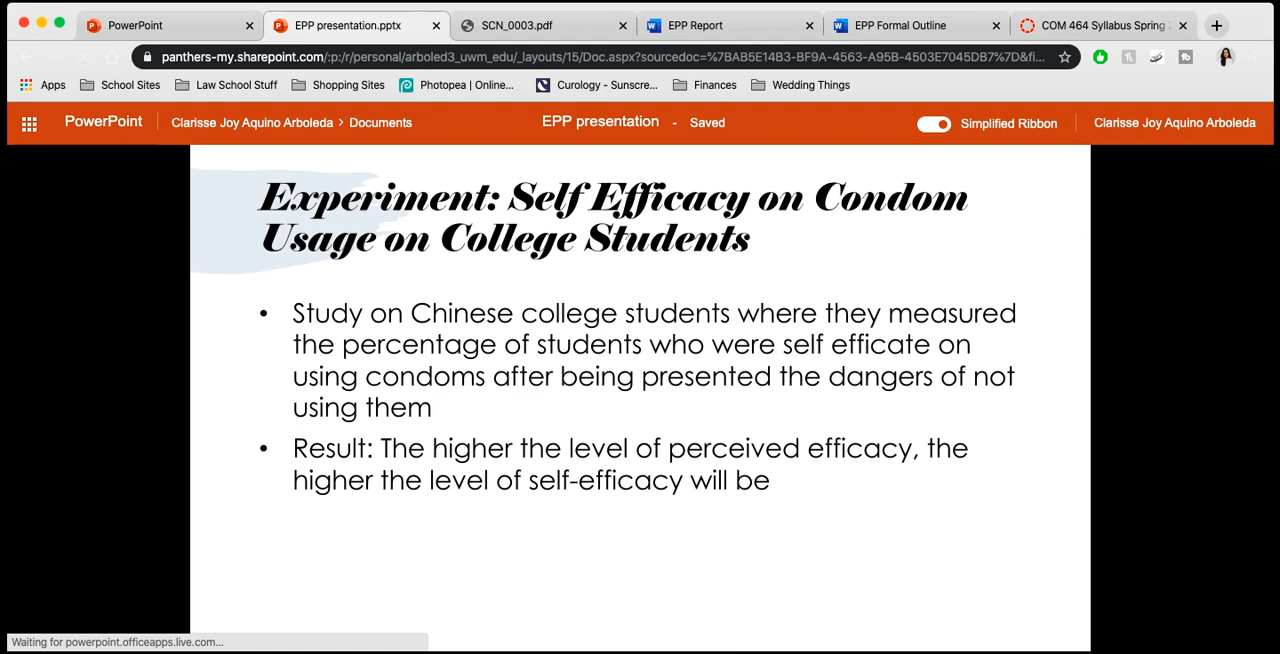 PowerPoint
EPP presentation.pptx
SCN_0003.pdf
EPP Report
EPP Formal Outline
COM 464 Syllabus Spring
panthers-my.sharepoint.com/:p:/r/personal/arboled3_uwm_edu/_layouts/15/Doc.aspx?sourcedoc=%7BAB5E14B3-BF9A-4563-A95B-4503E7045DB7%7D&fi...
Apps School Sites Law School Stuff Shopping Sites Photopea | Online... Curology - Sunscre... Finances Wedding Things
PowerPoint Clarisse Joy Aquino Arboleda > Documents EPP presentation - Saved Simplified Ribbon Clarisse Joy Aquino Arboleda
Experiment: Self Efficacy on Condom
Usage on College Students
• Study on Chinese college students where they measured
the percentage of students who were self efficate on
using condoms after being presented the dangers of not
using them
• Result: The higher the level of perceived efficacy, the
higher the level of self-efficacy will be
Waiting for powerpoint.officeapps.live.com...